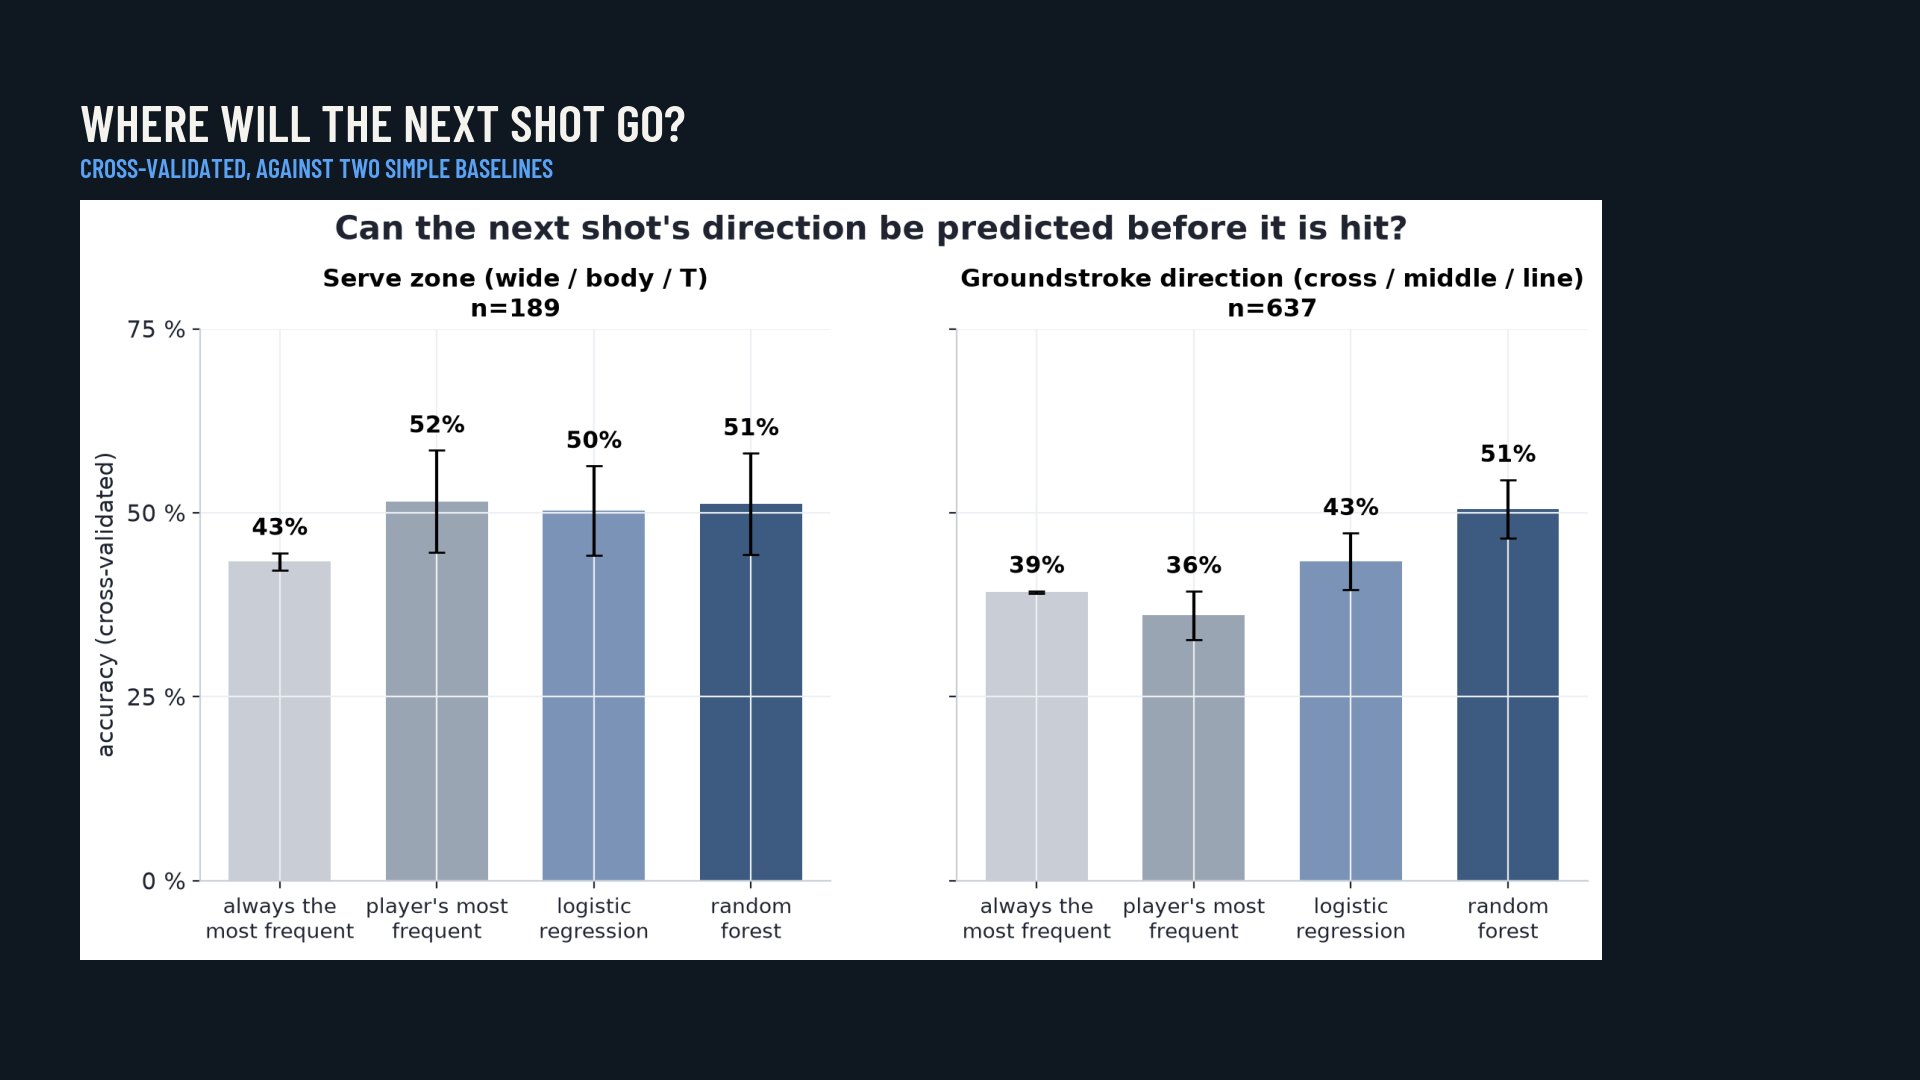 WHERE WILL THE NEXT SHOT GO?
CROSS-VALIDATED, AGAINST TWO SIMPLE BASELINES
Can the next shot's direction be predicted before it is hit?
Serve zone (wide / body / T)
n=189
accuracy (cross-validated)
75 %
50 %
25 %
0 %
43%
52%
50%
51%
always the
most frequent
player's most
frequent
logistic
regression
random
forest
Groundstroke direction (cross / middle / line)
n=637
39%
36%
43%
51%
always the
most frequent
player's most
frequent
logistic
regression
random
forest